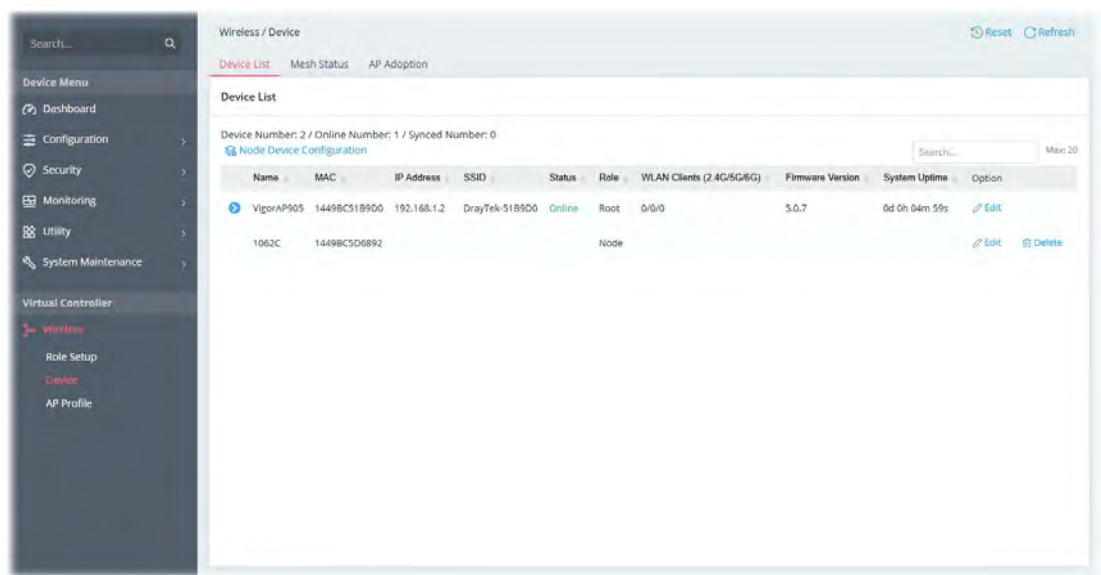 Search...
Device Menu
Dashboard
Configuration
Security
Monitoring
Utility
System Maintenance
Virtual Controller
Wireless
Role Setup
Device
AP Profile
Wireless / Device
Reset Refresh
Device List Mesh Status AP Adoption
Device List
Device Number: 2 / Online Number: 1 / Synced Number: 0
Node Device Configuration
Search... Max: 20
Name MAC IP Address SSID Status Role WLAN Clients (2.4G/5G/6G) Firmware Version System Uptime Option
VigorAP905 1449BC51B9D0 192.168.1.2 DrayTek-51B9D0 Online Root 0/0/0 5.0.7 0d 0h 04m 59s Edit
1062C 1449BC5D6892 Node Edit Delete